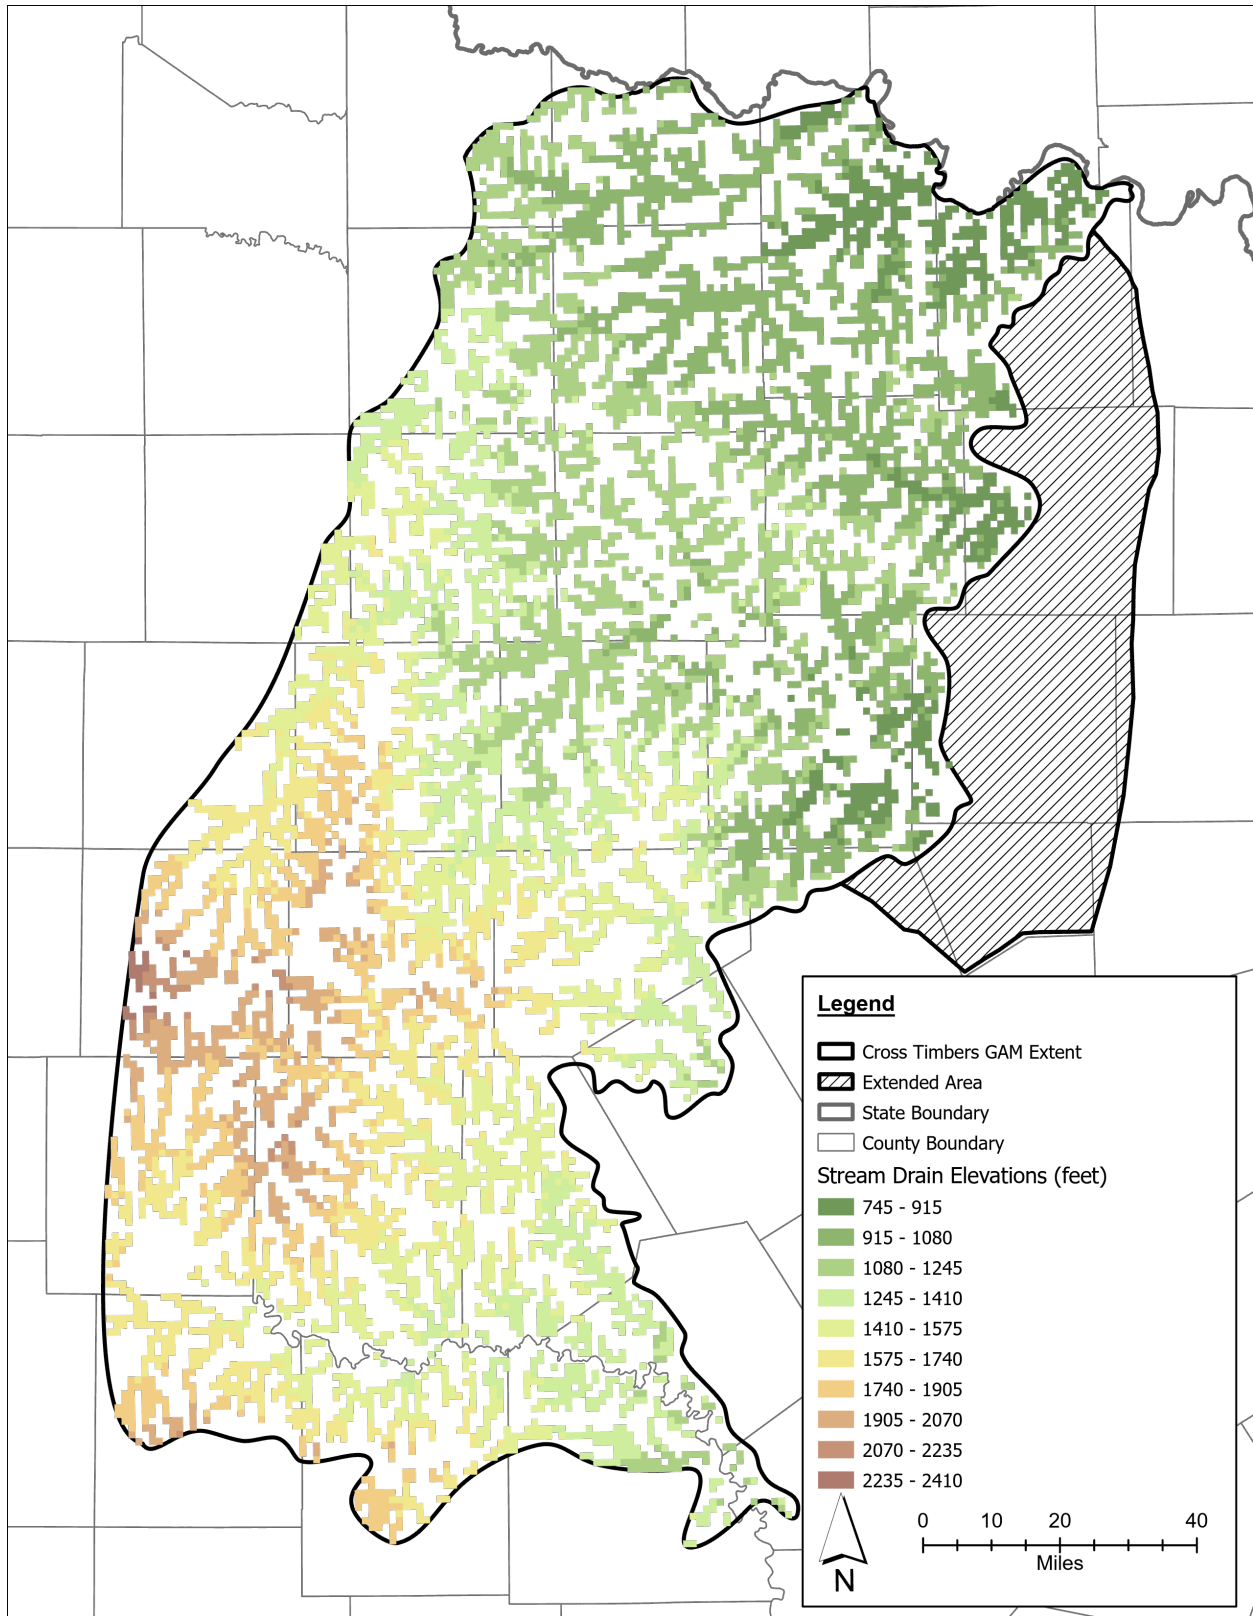 Legend
Cross Timbers GAM Extent
Extended Area
State Boundary
County Boundary
Stream Drain Elevations (feet)
745 - 915
915 - 1080
1080 - 1245
1245 - 1410
1410 - 1575
1575 - 1740
1740 - 1905
1905 - 2070
2070 - 2235
2235 - 2410
0 10 20 40
Miles
N